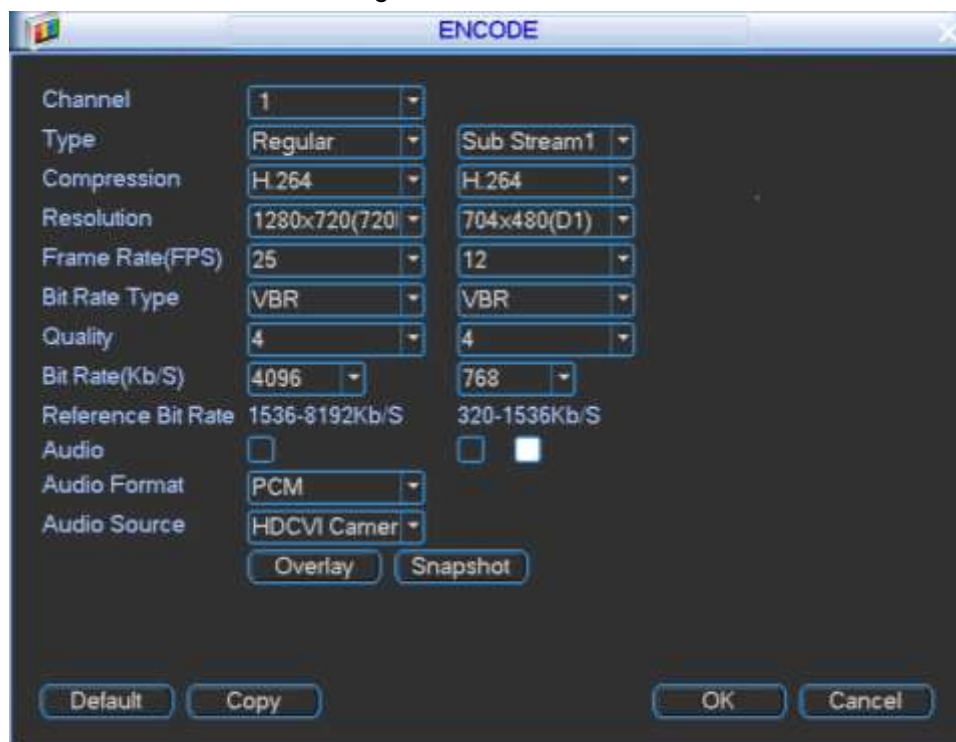 ENCODE
Channel 1
Type Regular Sub Stream1
Compression H.264 H.264
Resolution 1280x720(720 704x480(D1)
Frame Rate(FPS) 25 12
Bit Rate Type VBR VBR
Quality 4 4
Bit Rate(Kb/S) 4096 768
Reference Bit Rate 1536-8192Kb/S 320-1536Kb/S
Audio
Audio Format PCM
Audio Source HDCVI Camer
Overlay Snapshot
Default Copy OK Cancel